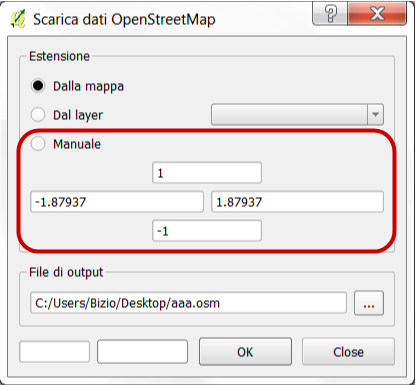 Scarica dati OpenStreetMap
Estensione
Dalla mappa
Dal layer
Manuale
1
-1.87937 1.87937
-1
File di output
C:/Users/Bizio/Desktop/aaa.osm ...
OK Close